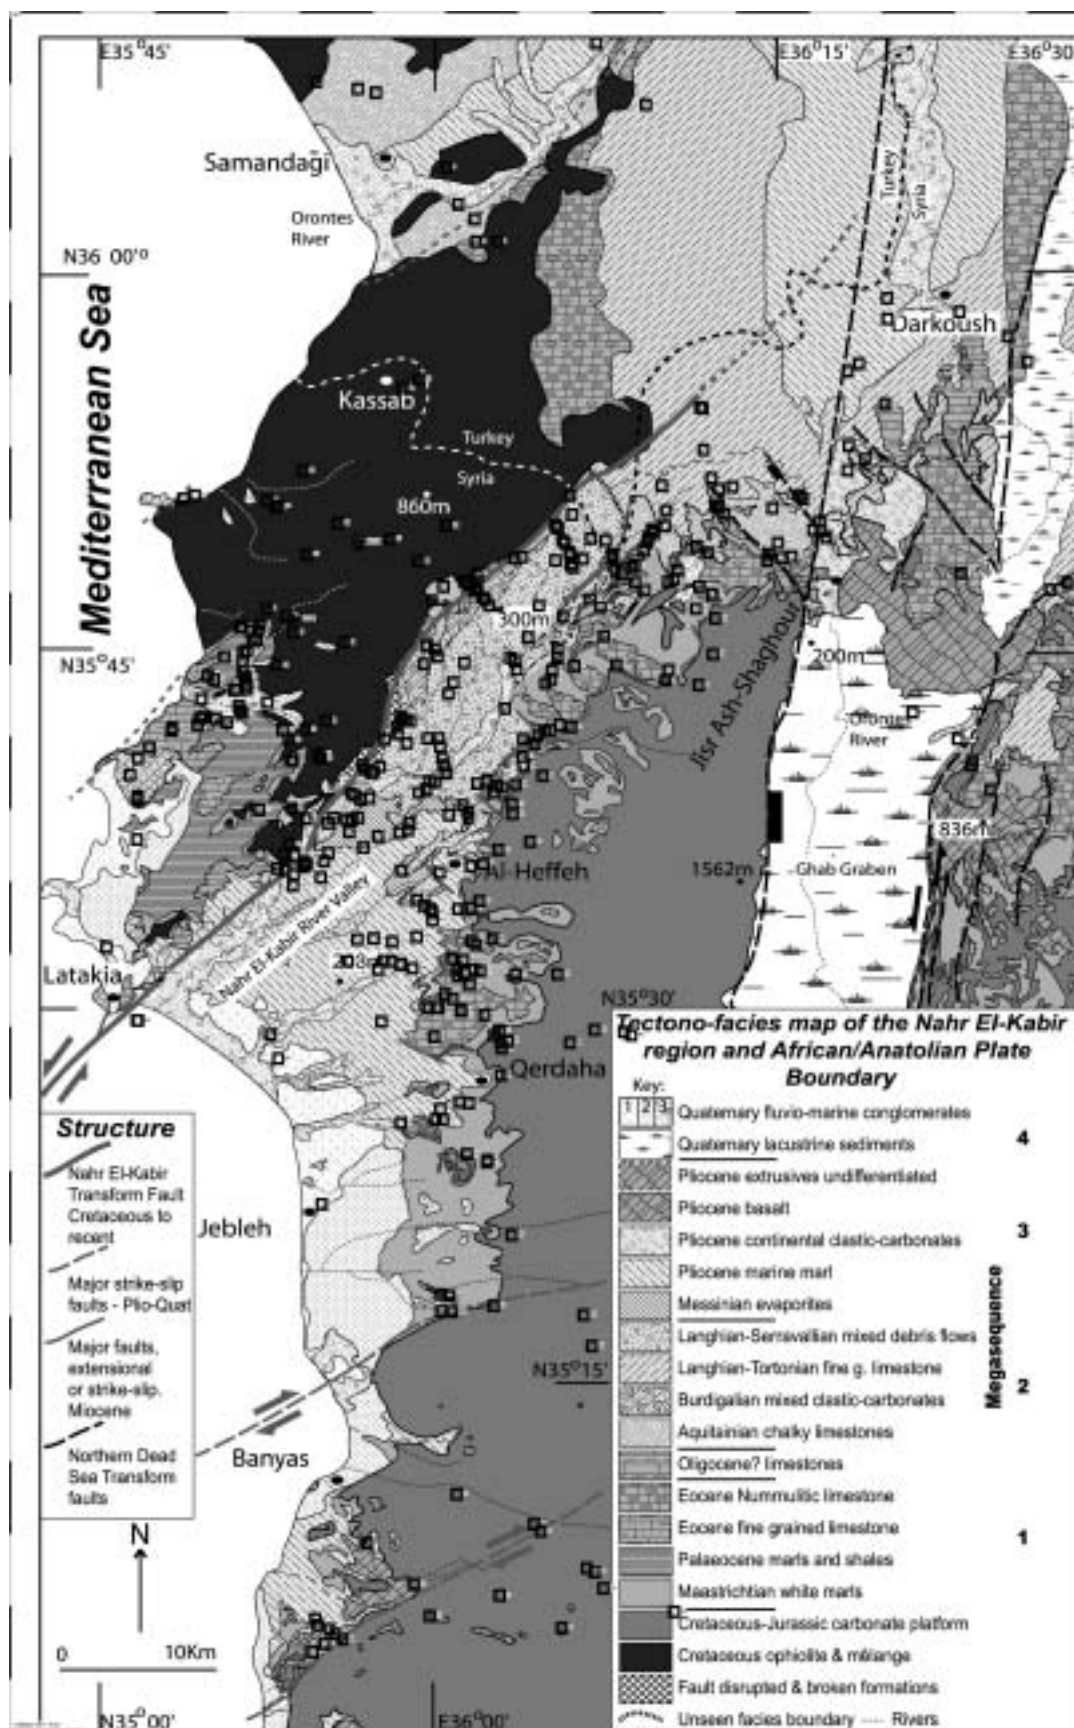 E35°45'
E36°15'
E36°30
Samandağı
Orontes
River
Turkey
Syria
N36 00'°
Mediterranean Sea
Darkoush
Kassab
Turkey
Syria
860m
300m
N35°45'
Jisr Ash-Shaghour
200m
Oronte
River
836m
Al-Heffeh
1562m
Ghab Graben
Nahr El-Kabir River Valley
Latakia
N35°30'
Qerdaha
Jebleh
N35°15'
Banyas
Structure
Nahr El-Kabir
Transform Fault
Cretaceous to
recent
Major strike-slip
faults - Plio-Quat
Major faults,
extensional
or strike-slip.
Miocene
Northern Dead
Sea Transform
faults
N
0 10Km
N35°00'
E36°00'
Tectono-facies map of the Nahr El-Kabir
region and African/Anatolian Plate
Boundary
Key:
1 2 3
Quaternary fluvio-marine conglomerates
Quaternary lacustrine sediments
Pliocene extrusives undifferentiated
Pliocene basalt
Pliocene continental clastic-carbonates
Pliocene marine marl
Messinian evaporites
Langhian-Serravallian mixed debris flows
Langhian-Tortonian fine g. limestone
Burdigalian mixed clastic-carbonates
Aquitainian chalky limestones
Oligocene? limestones
Eocene Nummulitic limestone
Eocene fine grained limestone
Palaeocene marls and shales
Maastrichtian white marls
Cretaceous-Jurassic carbonate platform
Cretaceous ophiolite & mélange
Fault disrupted & broken formations
Unseen facies boundary
Rivers
4
3
2
1
Megasequence